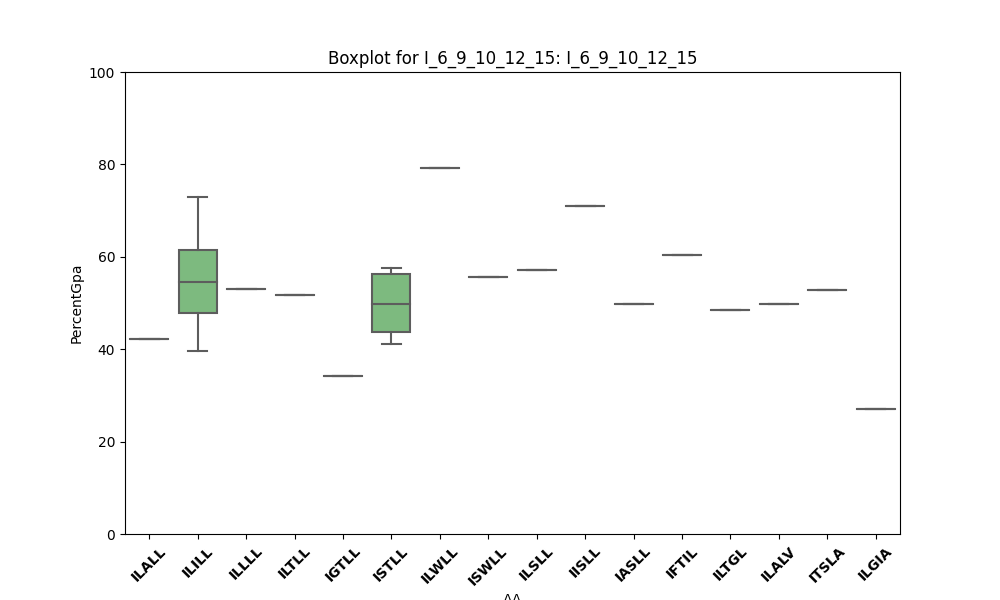 Boxplot for I_6_9_10_12_15: I_6_9_10_12_15
100
80
60
40
20
0
PercentGpa
ILALL
ILILL
ILLLL
ILTLL
IGTLL
ISTLL
ILWLL
ISWLL
ILSLL
IISLL
IASLL
IFTIL
ILTGL
ILALV
ITSLA
ILGIA